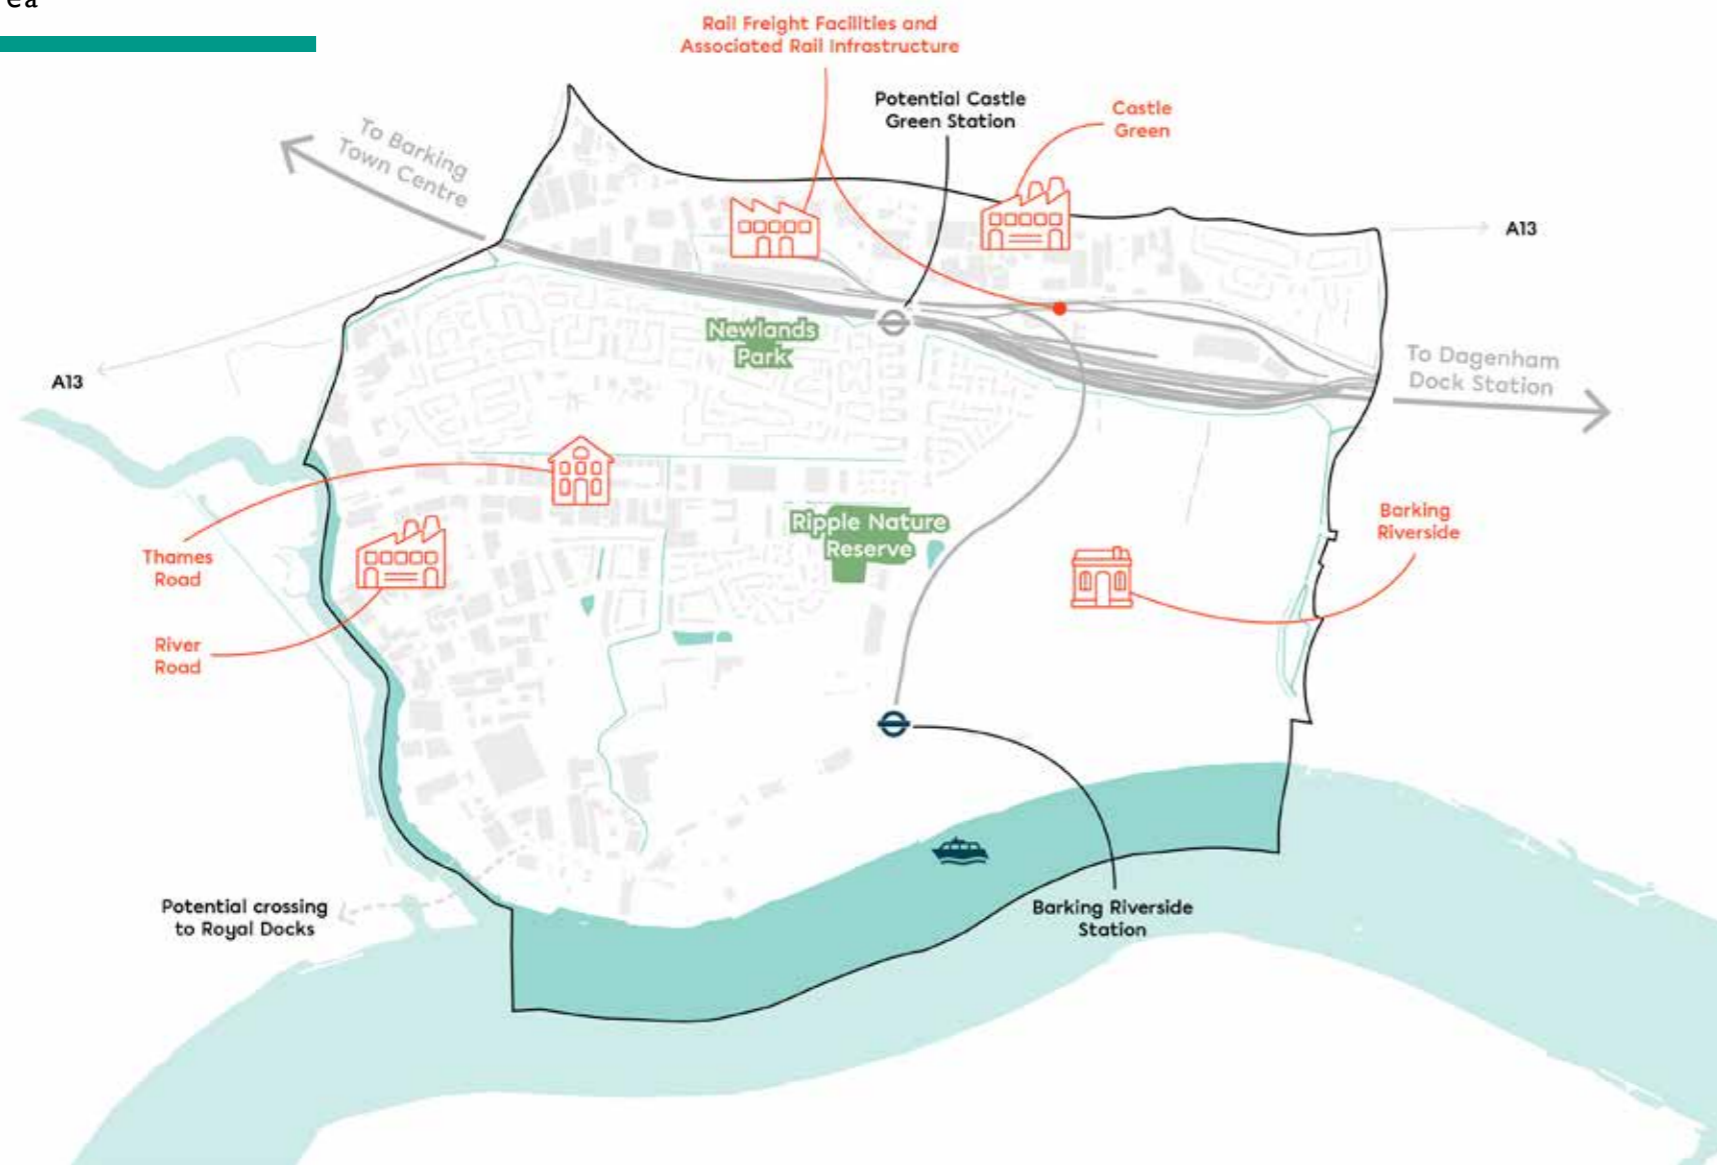 ea
Rail Freight Facilities and
Associated Rail Infrastructure
Potential Castle
Green Station
Castle
Green
To Barking
Town Centre
A13
Newlands
Park
To Dagenham
Dock Station
A13
Ripple Nature
Reserve
Barking
Riverside
Thames
Road
River
Road
Potential crossing
to Royal Docks
Barking Riverside
Station